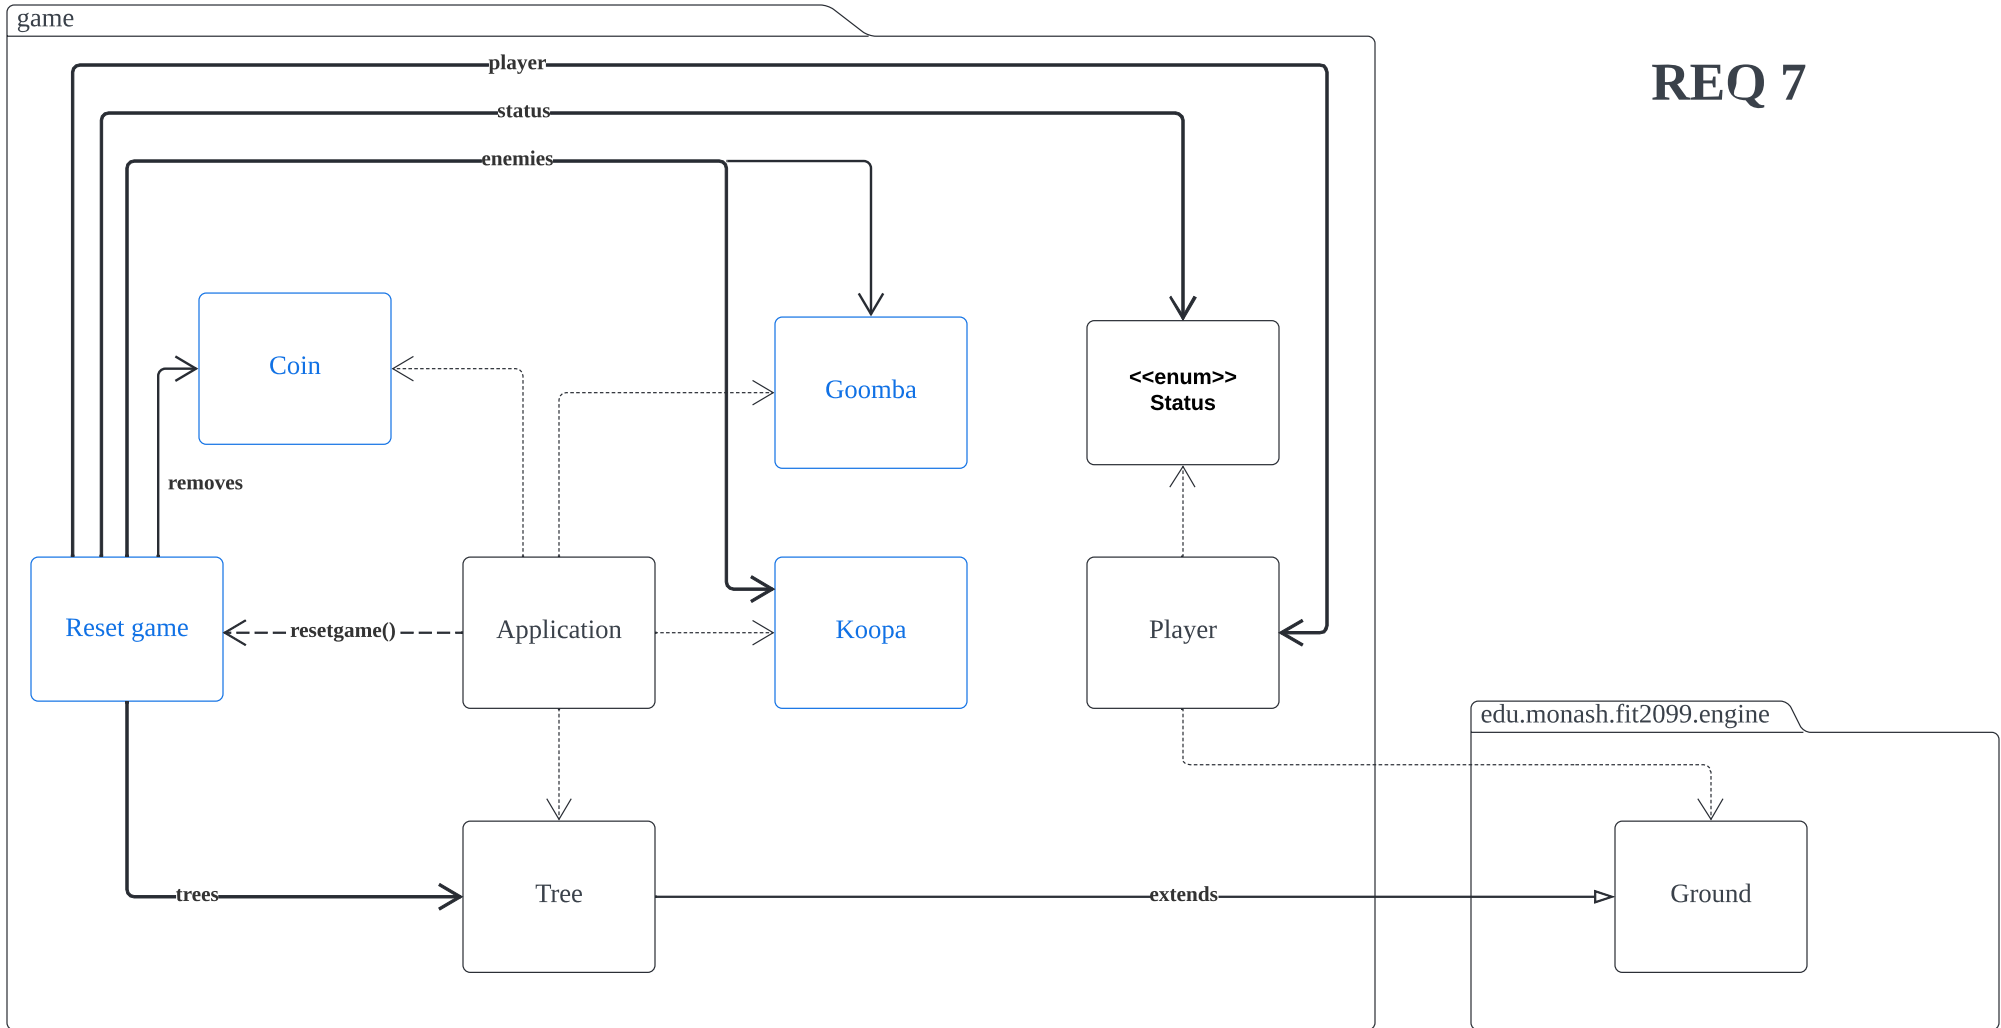 game
player
REQ 7
status
enemies
Coin
Goomba
<<enum>>
Status
removes
Reset game
resetgame()
Application
Koopa
Player
edu.monash.fit2099.engine
trees
Tree
extends
Ground